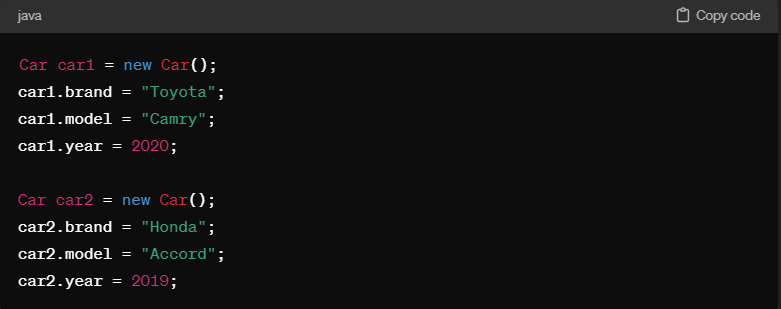 java
Copy code
Car car1 = new Car();
car1.brand = "Toyota";
car1.model = "Camry";
car1.year = 2020;
Car car2 = new Car();
car2.brand = "Honda";
car2.model = "Accord";
car2.year = 2019;